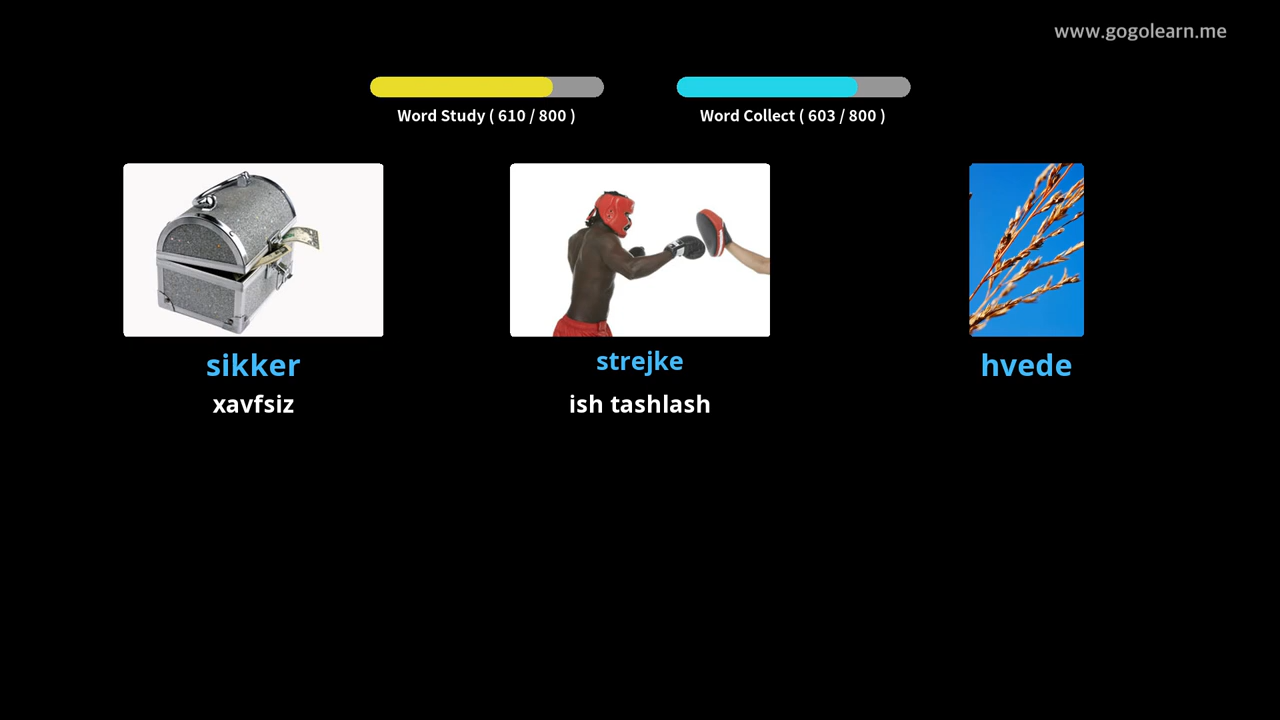 www.gogolearn.me
Word Study ( 610 / 800 )
Word Collect ( 603 / 800 )
sikker
strejke
hvede
xavfsiz
ish tashlash